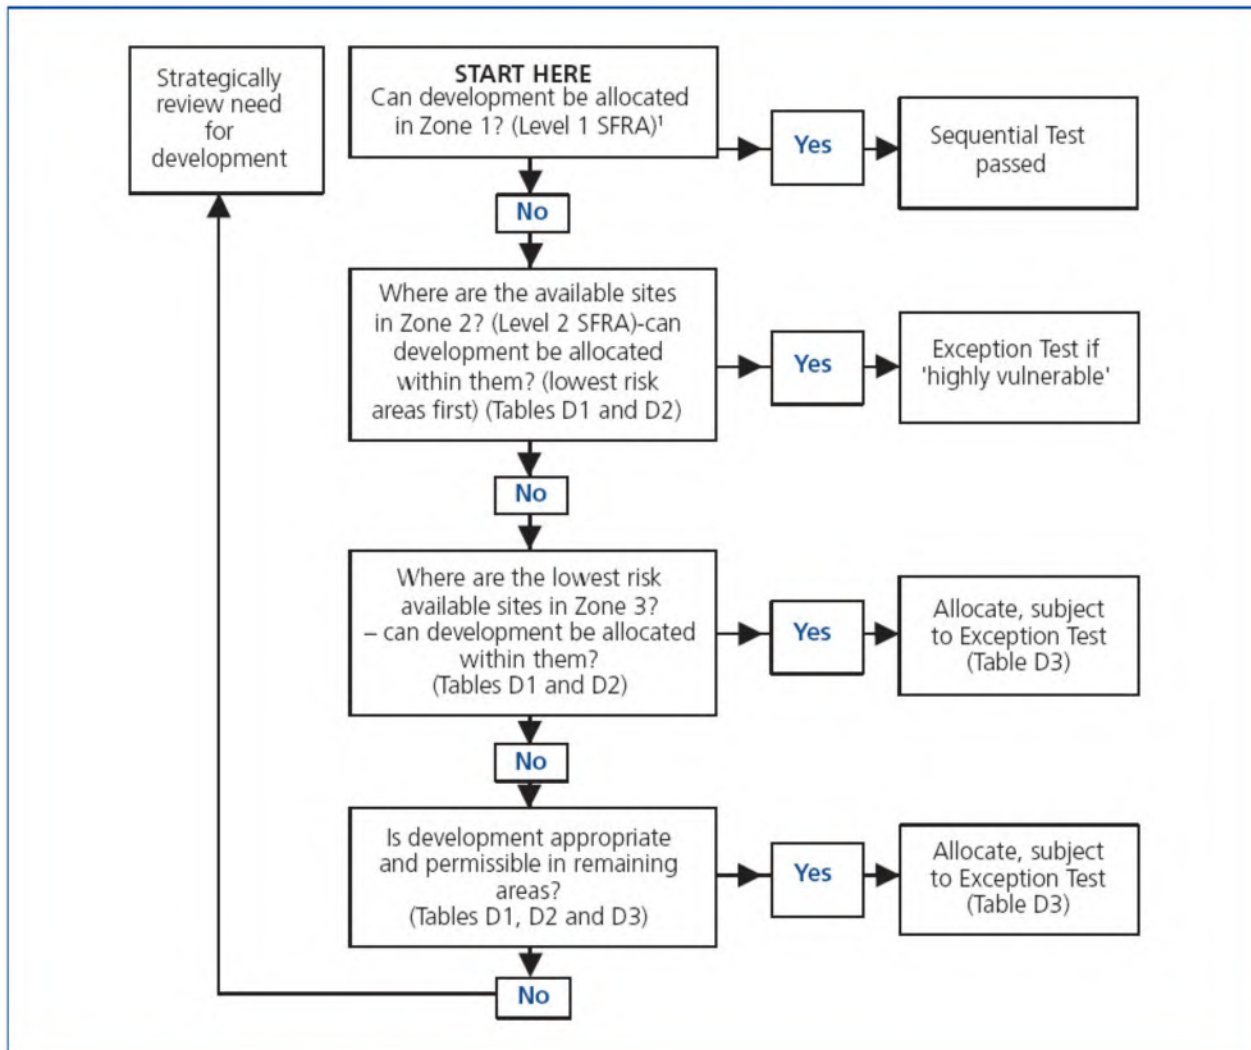 Strategically
review need
for
development
START HERE
Can development be allocated
in Zone 1? (Level 1 SFRA)¹
Yes
Sequential Test
passed
No
Where are the available sites
in Zone 2? (Level 2 SFRA)-can
development be allocated
within them? (lowest risk
areas first) (Tables D1 and D2)
Yes
Exception Test if
'highly vulnerable'
No
Where are the lowest risk
available sites in Zone 3?
– can development be allocated
within them?
(Tables D1 and D2)
Yes
Allocate, subject
to Exception Test
(Table D3)
No
Is development appropriate
and permissible in remaining
areas?
(Tables D1, D2 and D3)
Yes
Allocate, subject
to Exception Test
(Table D3)
No